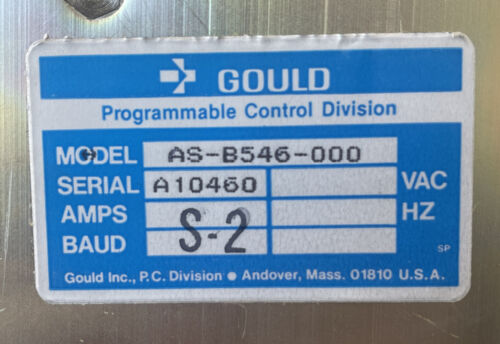 GOULD
Programmable Control Division
MODEL AS-B546-000
SERIAL A10460 VAC
AMPS S-2 HZ
BAUD
SP
Gould Inc., P.C. Division ● Andover, Mass. 01810 U.S.A.